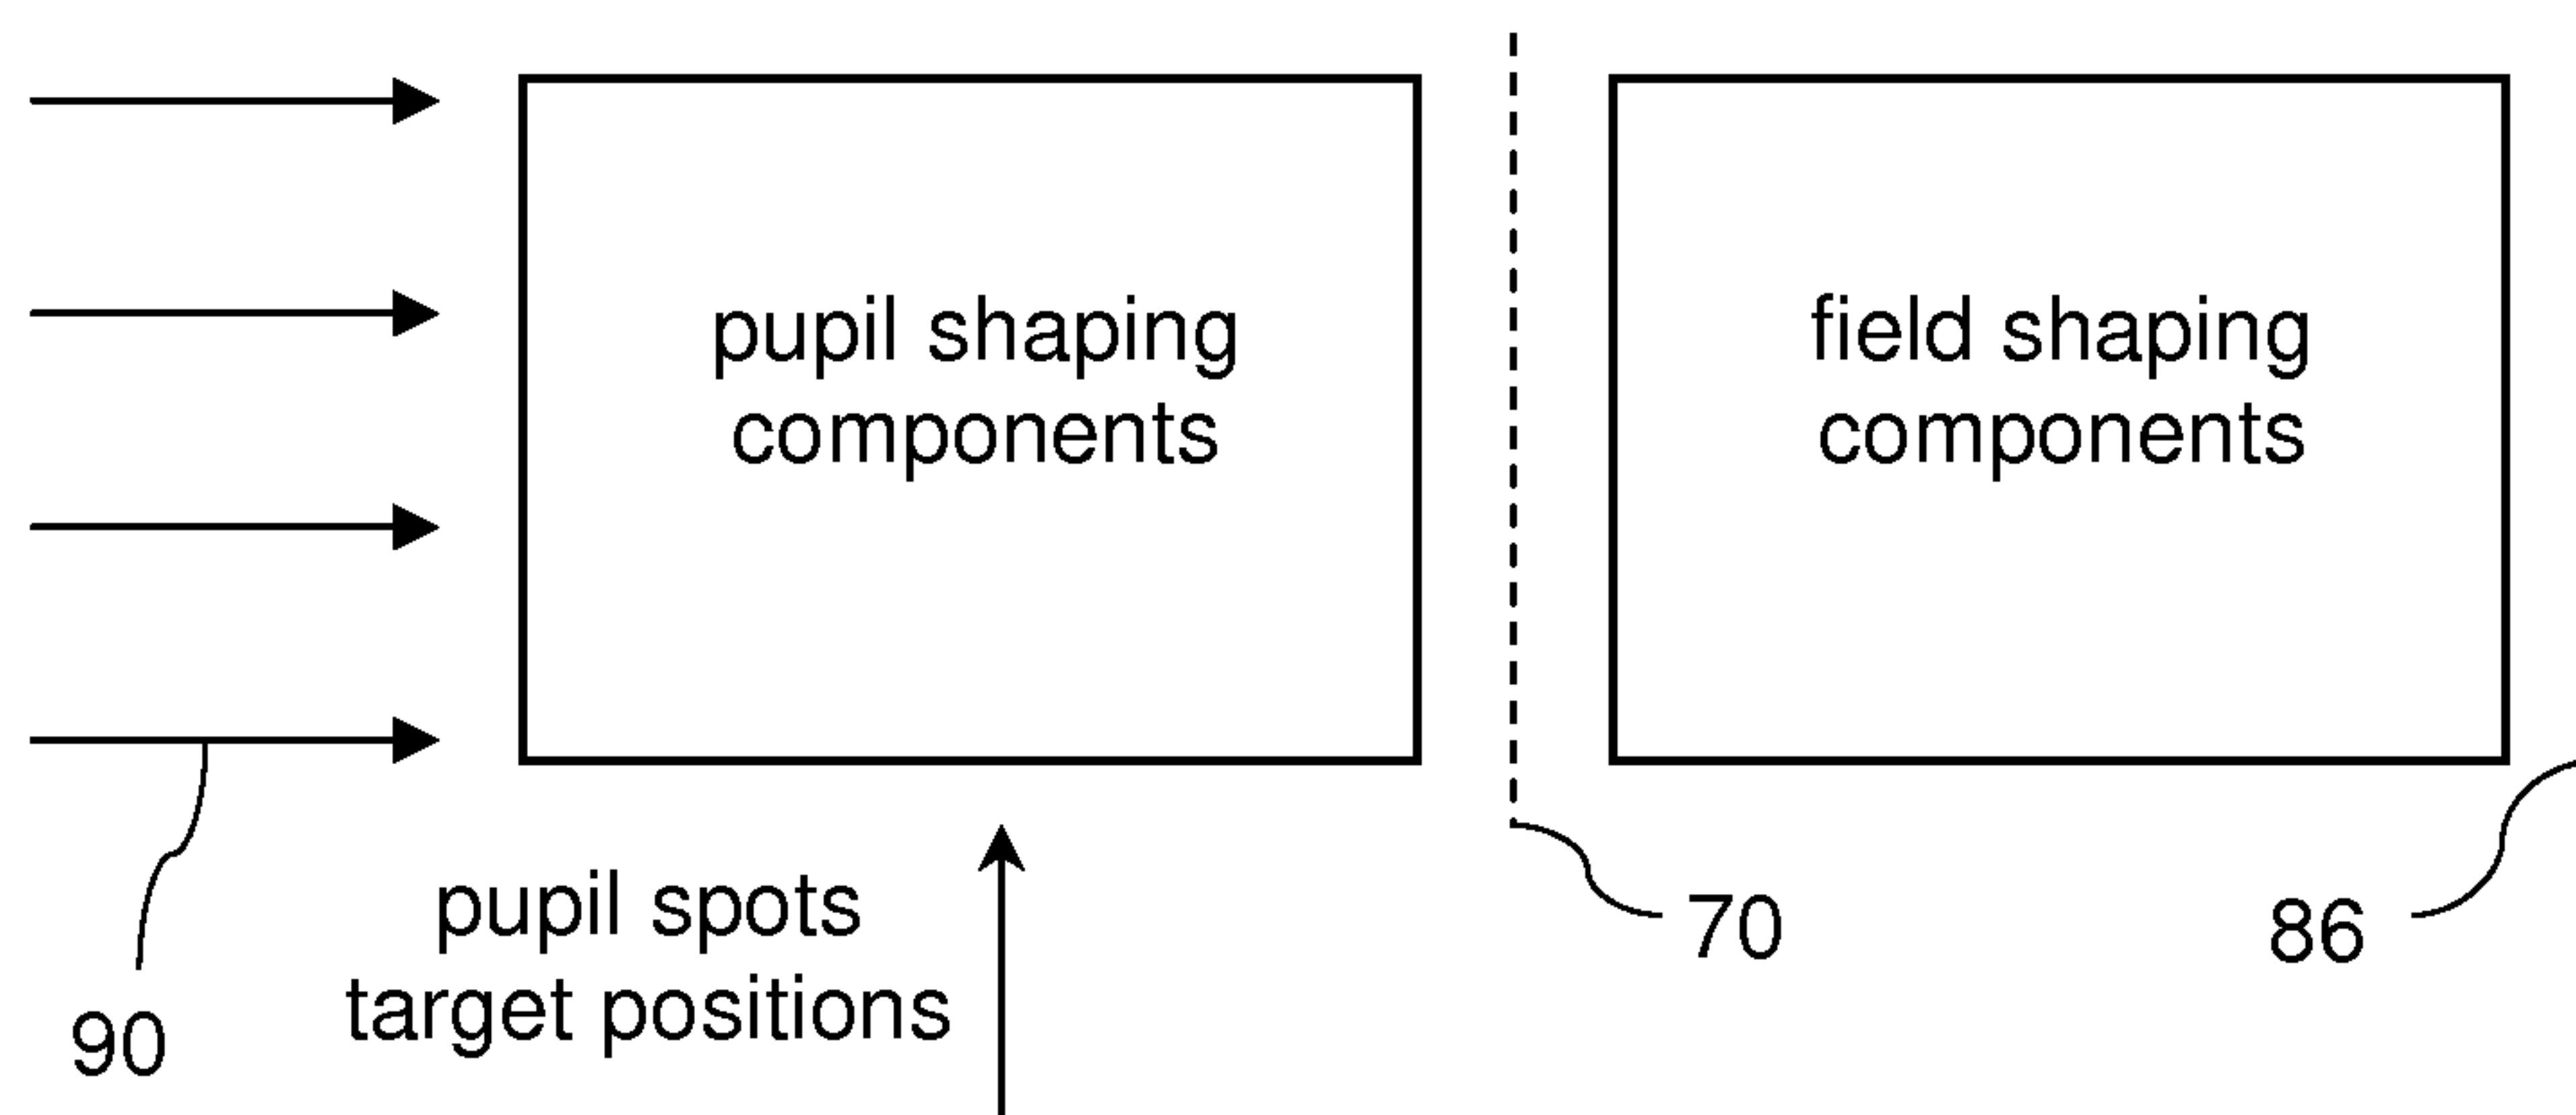 pupil shaping
components
field shaping
components
pupil spots
target positions
70
86
90